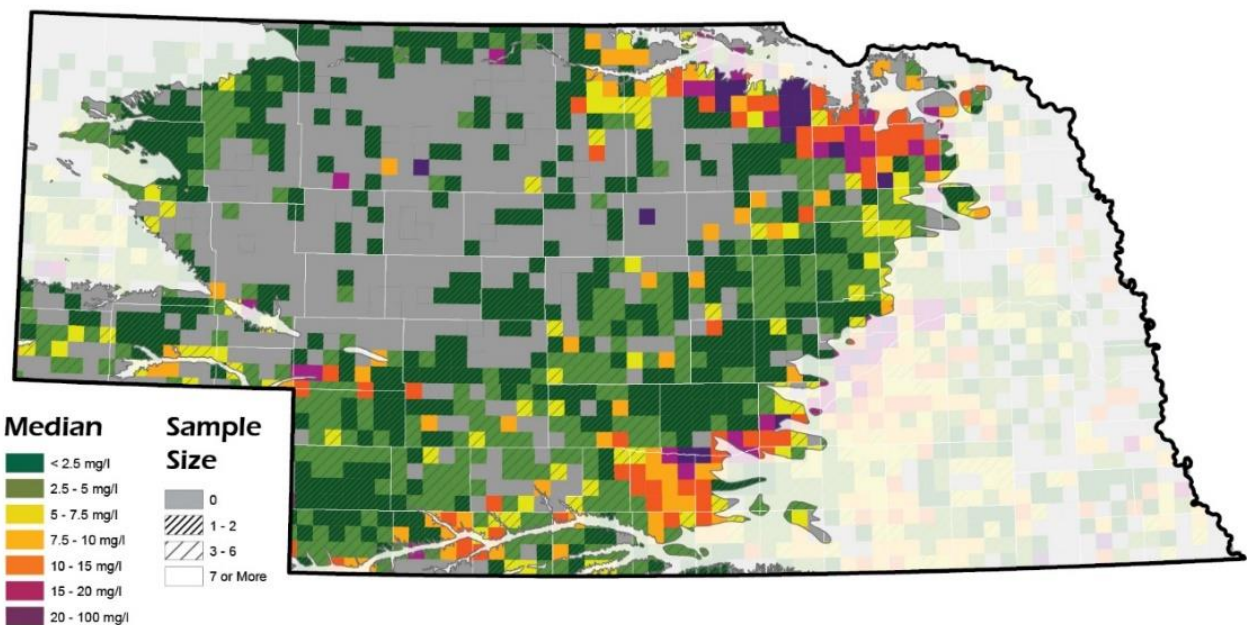 Median
< 2.5 mg/l
2.5 - 5 mg/l
5 - 7.5 mg/l
7.5 - 10 mg/l
10 - 15 mg/l
15 - 20 mg/l
20 - 100 mg/l
Sample
Size
0
1 - 2
3 - 6
7 or More